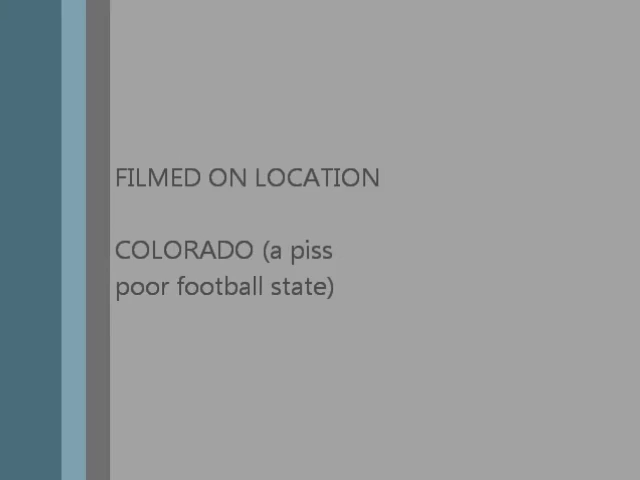 FILMED ON LOCATION
COLORADO (a piss
poor football state)